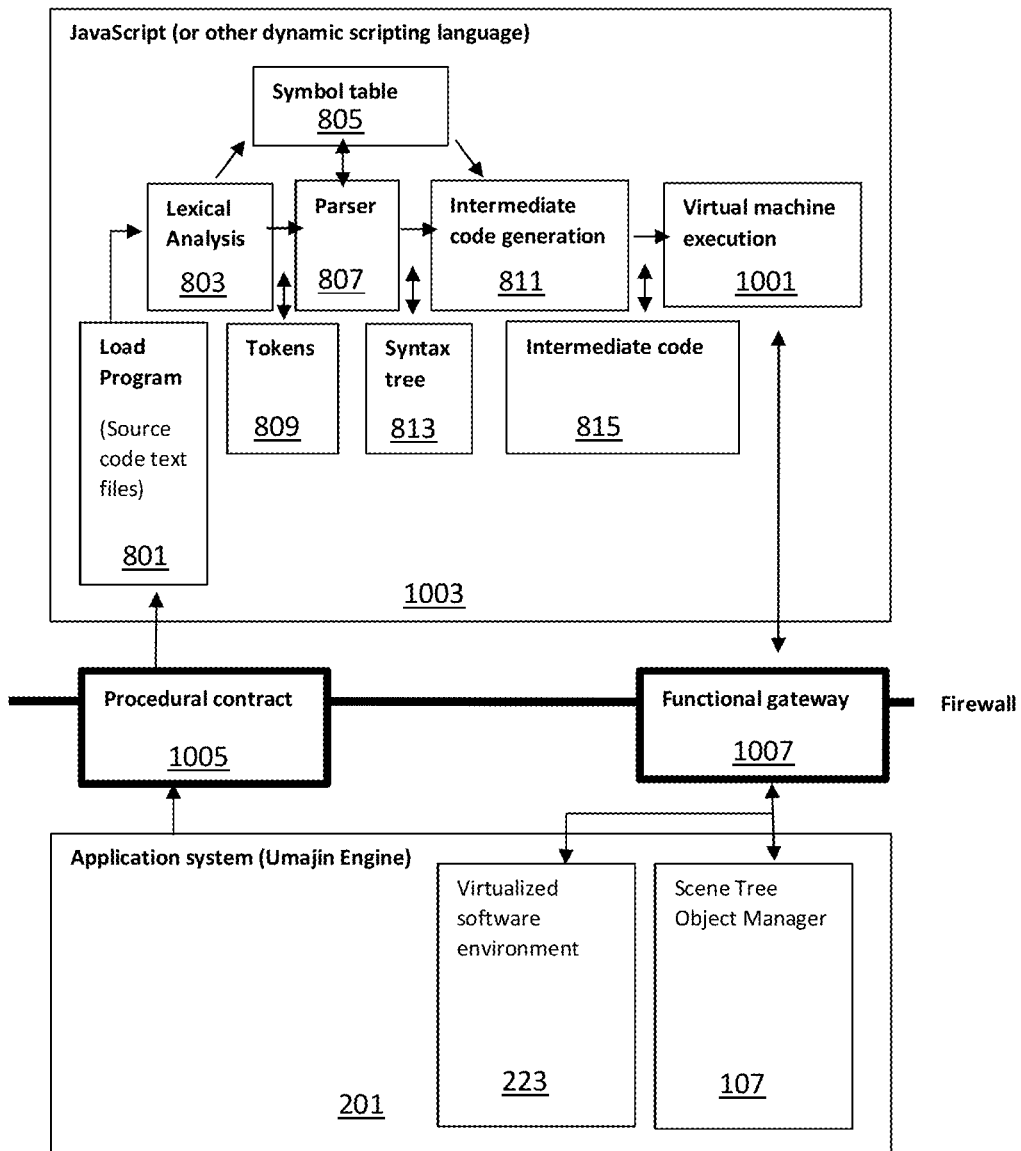 JavaScript (or other dynamic scripting language)
Symbol table
805
Lexical
Analysis
803
Parser
807
Intermediate
code generation
811
Virtual machine
execution
1001
Load
Program
(Source
code text
files)
801
Tokens
809
Syntax
tree
813
Intermediate code
815
1003
Procedural contract
1005
Functional gateway
1007
Firewall
Application system (Umajin Engine)
Virtualized
software
environment
223
Scene Tree
Object Manager
107
201